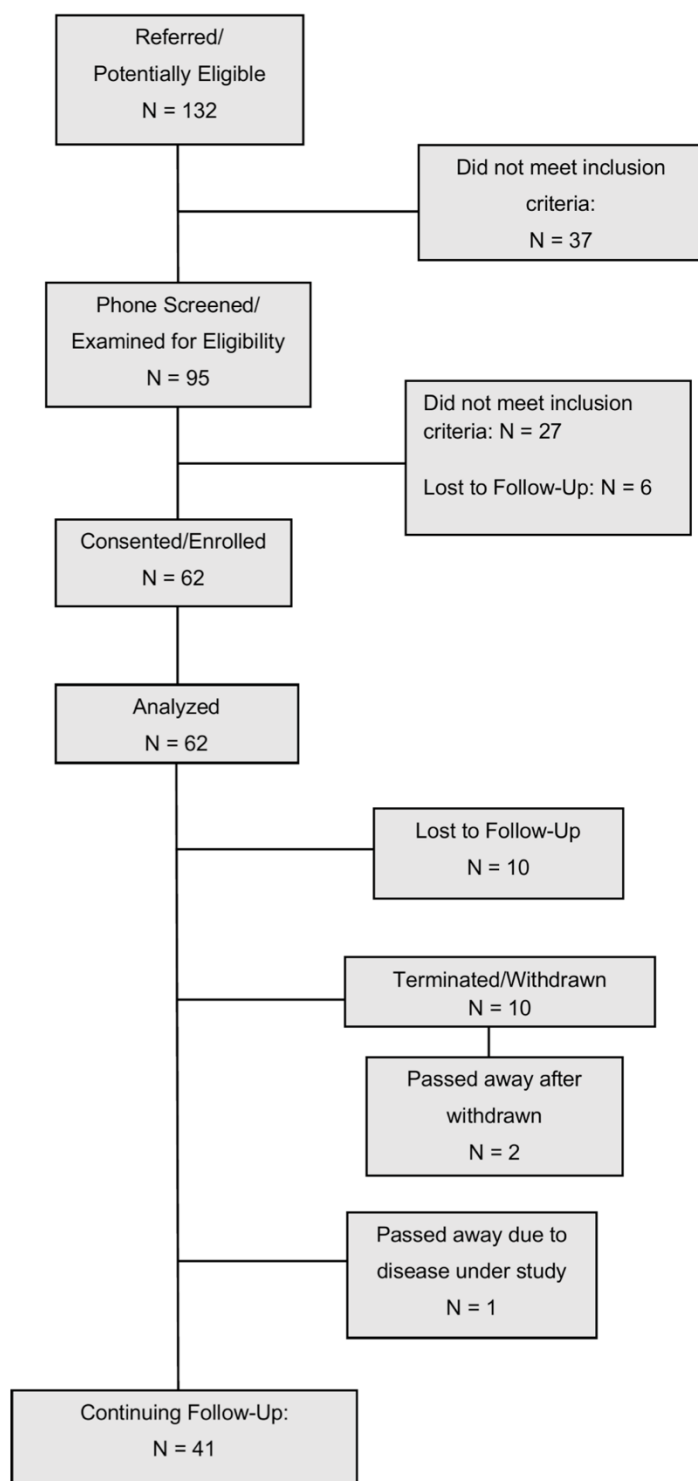 Referred/
Potentially Eligible
N = 132
Did not meet inclusion
criteria:
N = 37
Phone Screened/
Examined for Eligibility
N = 95
Did not meet inclusion
criteria: N = 27
Lost to Follow-Up: N = 6
Consented/Enrolled
N = 62
Analyzed
N = 62
Lost to Follow-Up
N = 10
Terminated/Withdrawn
N = 10
Passed away after
withdrawn
N = 2
Passed away due to
disease under study
N = 1
Continuing Follow-Up:
N = 41